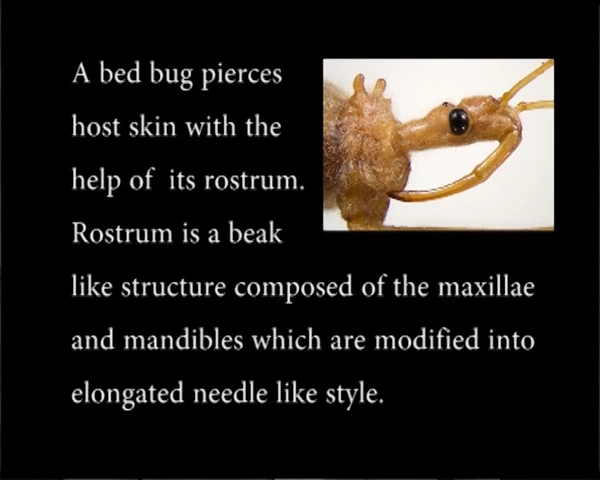 A bed bug pierces
host skin with the
help of its rostrum.
Rostrum is a beak
like structure composed of the maxillae
and mandibles which are modified into
elongated needle like style.